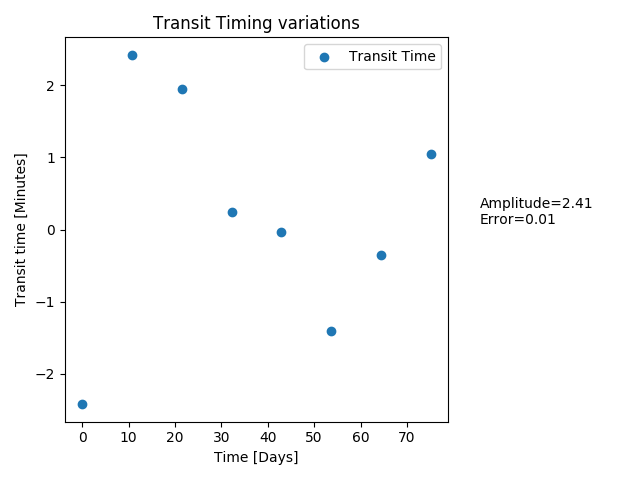 Transit Timing variations
Transit Time
2
1
0
−1
−2
Transit time [Minutes]
Amplitude=2.41
Error=0.01
0 10 20 30 40 50 60 70
Time [Days]